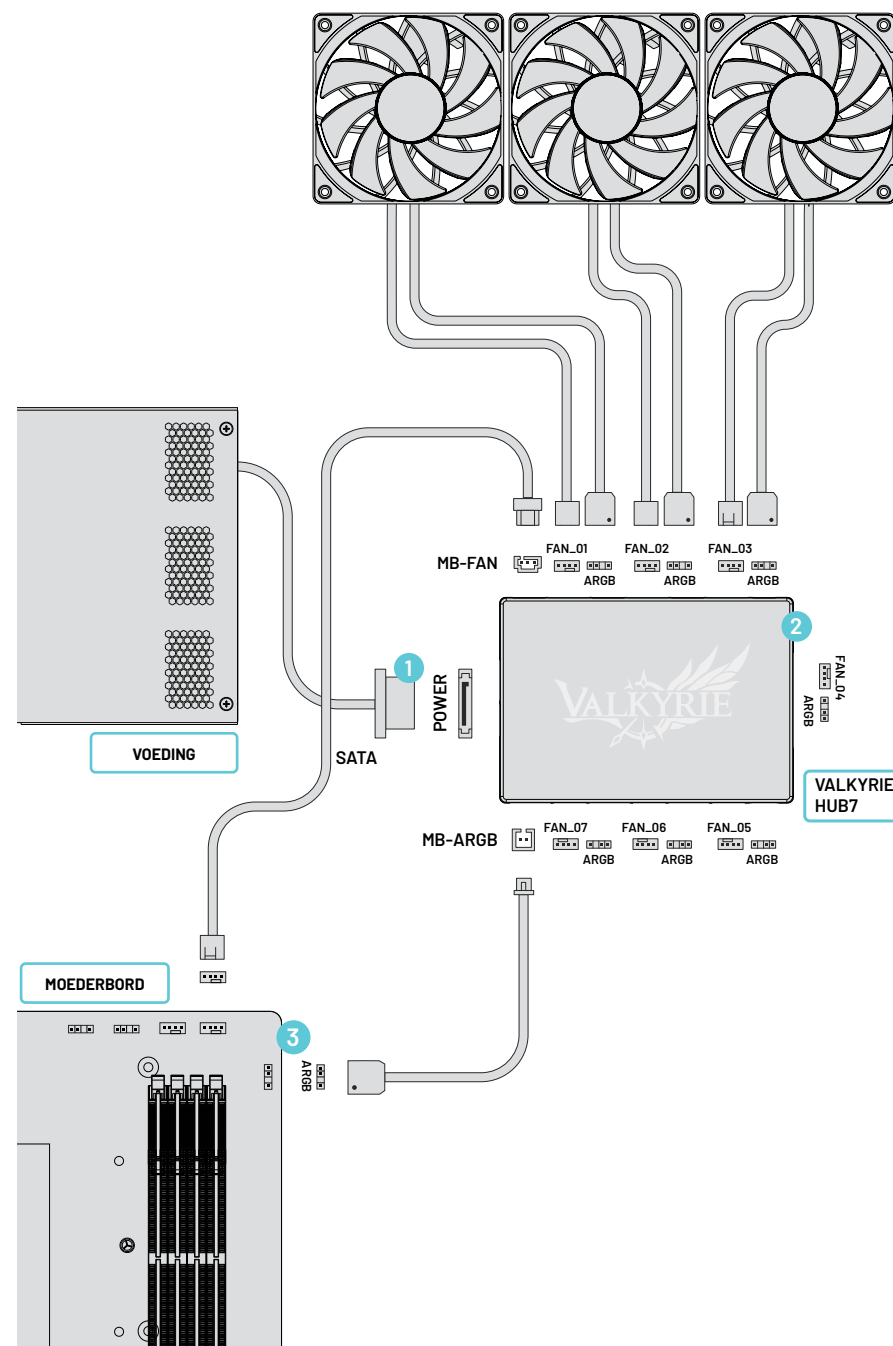 MB-FAN
FAN_01
ARGB
FAN_02
ARGB
FAN_03
ARGB
1
2
POWER
VALKYRIE
FAN_04
ARGB
VOEDING
SATA
VALKYRIE
HUB7
MB-ARGB
FAN_07
ARGB
FAN_06
ARGB
FAN_05
ARGB
MOEDERBORD
3
ARGB